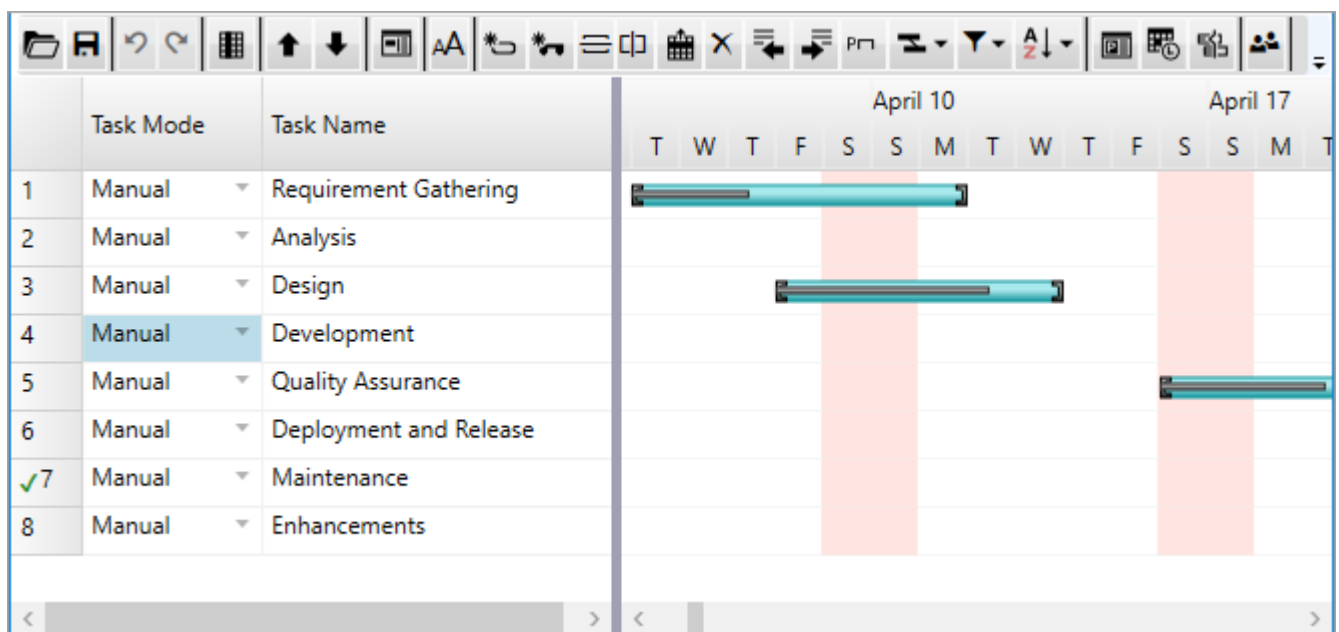 AA P A Z P
April 10 April 17
Task Mode Task Name
T W T F S S M T W T F S S M T
1 Manual Requirement Gathering
2 Manual Analysis
3 Manual Design
4 Manual Development
5 Manual Quality Assurance
6 Manual Deployment and Release
7 Manual Maintenance
8 Manual Enhancements